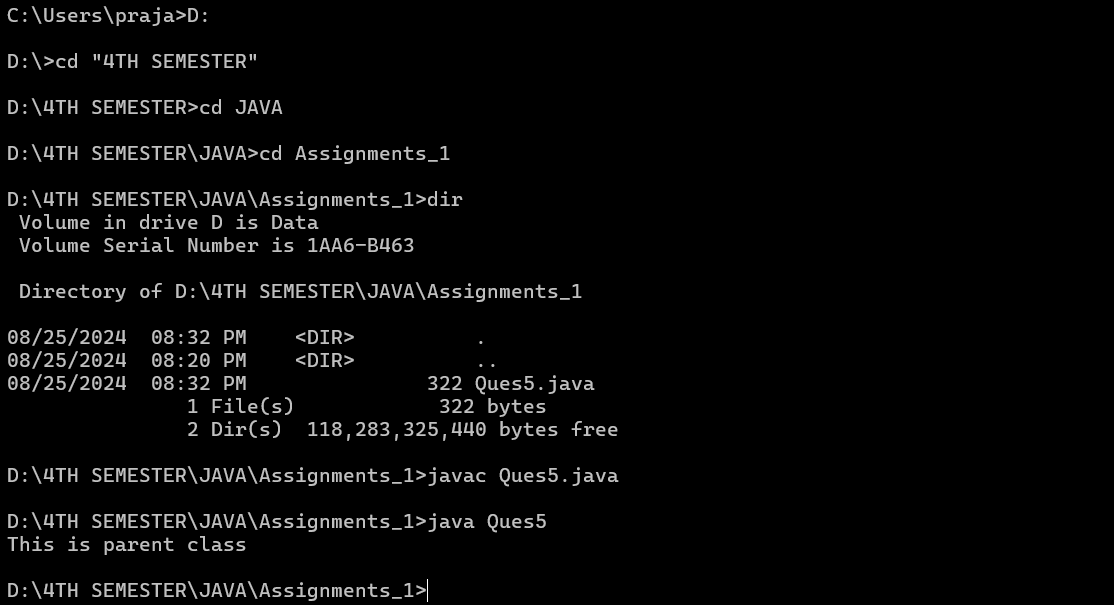 C:\Users\praja>D:
D:\>cd "4TH SEMESTER"
D:\4TH SEMESTER>cd JAVA
D:\4TH SEMESTER\JAVA>cd Assignments_1
D:\4TH SEMESTER\JAVA\Assignments_1>dir
 Volume in drive D is Data
 Volume Serial Number is 1AA6-B463
 Directory of D:\4TH SEMESTER\JAVA\Assignments_1
08/25/2024  08:32 PM    <DIR>          .
08/25/2024  08:20 PM    <DIR>          ..
08/25/2024  08:32 PM               322 Ques5.java
               1 File(s)            322 bytes
               2 Dir(s)  118,283,325,440 bytes free
D:\4TH SEMESTER\JAVA\Assignments_1>javac Ques5.java
D:\4TH SEMESTER\JAVA\Assignments_1>java Ques5
This is parent class
D:\4TH SEMESTER\JAVA\Assignments_1>